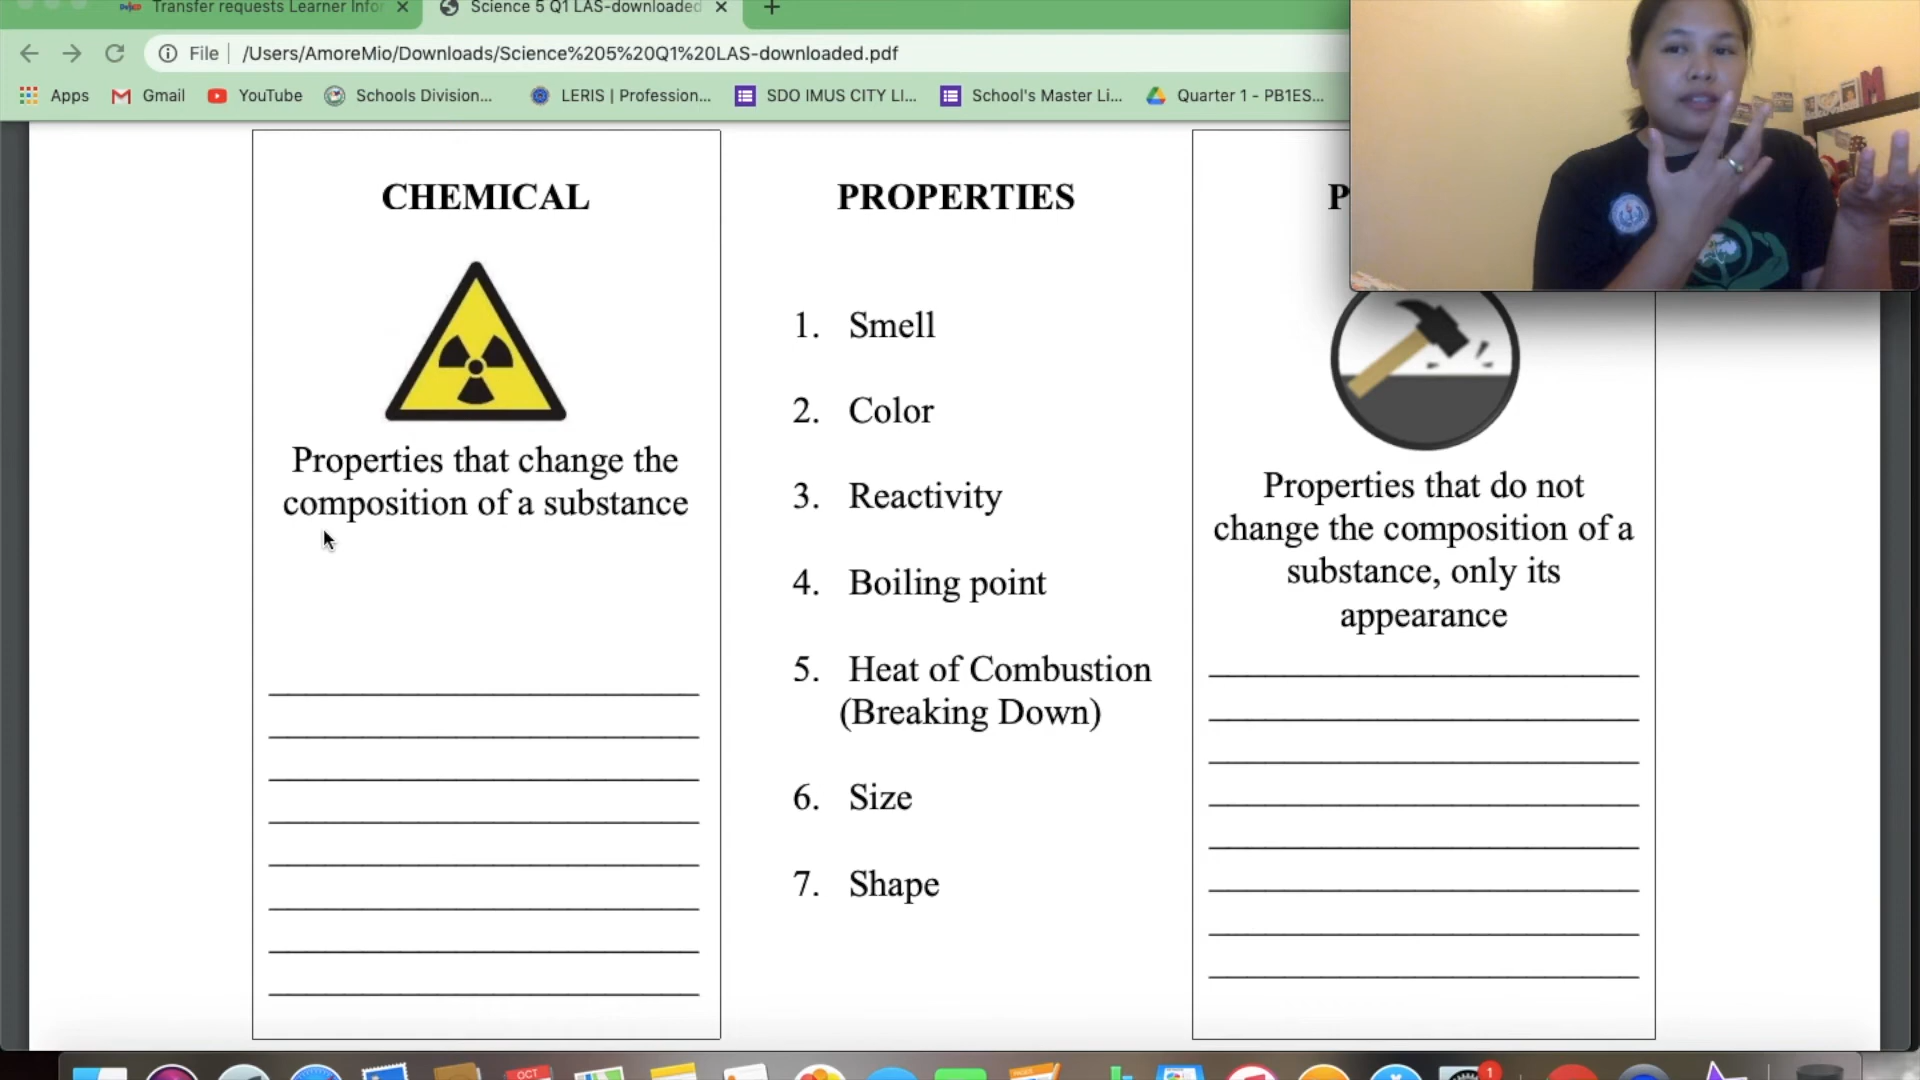 Transfer requests Learner Infor
Science 5 Q1 LAS-downloaded
File /Users/AmoreMio/Downloads/Science%205%20Q1%20LAS-downloaded.pdf
Apps Gmail YouTube Schools Division... LERIS | Profession... SDO IMUS CITY LI... School's Master Li... Quarter 1 - PB1ES...
CHEMICAL
Properties that change the
composition of a substance
PROPERTIES
1. Smell
2. Color
3. Reactivity
4. Boiling point
5. Heat of Combustion
(Breaking Down)
6. Size
7. Shape
P
Properties that do not
change the composition of a
substance, only its
appearance
OCT
1